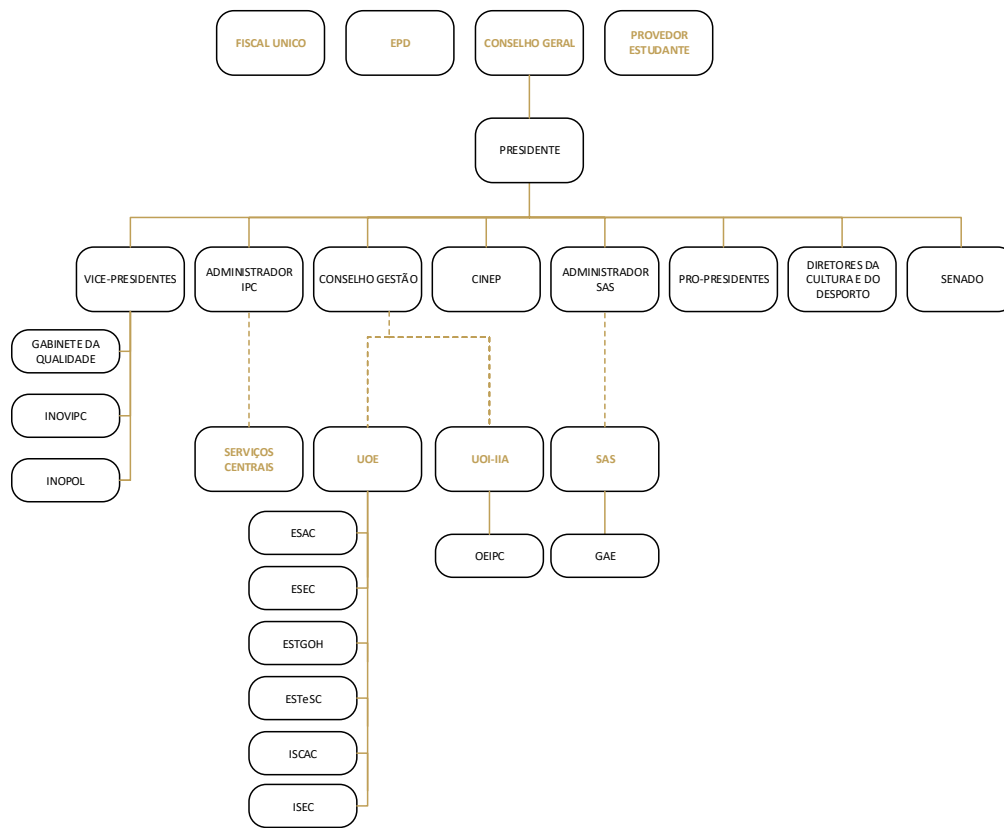 FISCAL UNICO
EPD
CONSELHO GERAL
PROVEDOR
ESTUDANTE
PRESIDENTE
VICE-PRESIDENTES
ADMINISTRADOR
IPC
CONSELHO GESTÃO
CINEP
ADMINISTRADOR
SAS
PRO-PRESIDENTES
DIRETORES DA
CULTURA E DO
DESPORTO
SENADO
GABINETE DA
QUALIDADE
INOVIPC
INOPOL
SERVIÇOS
CENTRAIS
UOE
UOI-IIA
SAS
ESAC
ESEC
ESTGOH
ESTeSC
ISCAC
ISEC
OEIPC
GAE